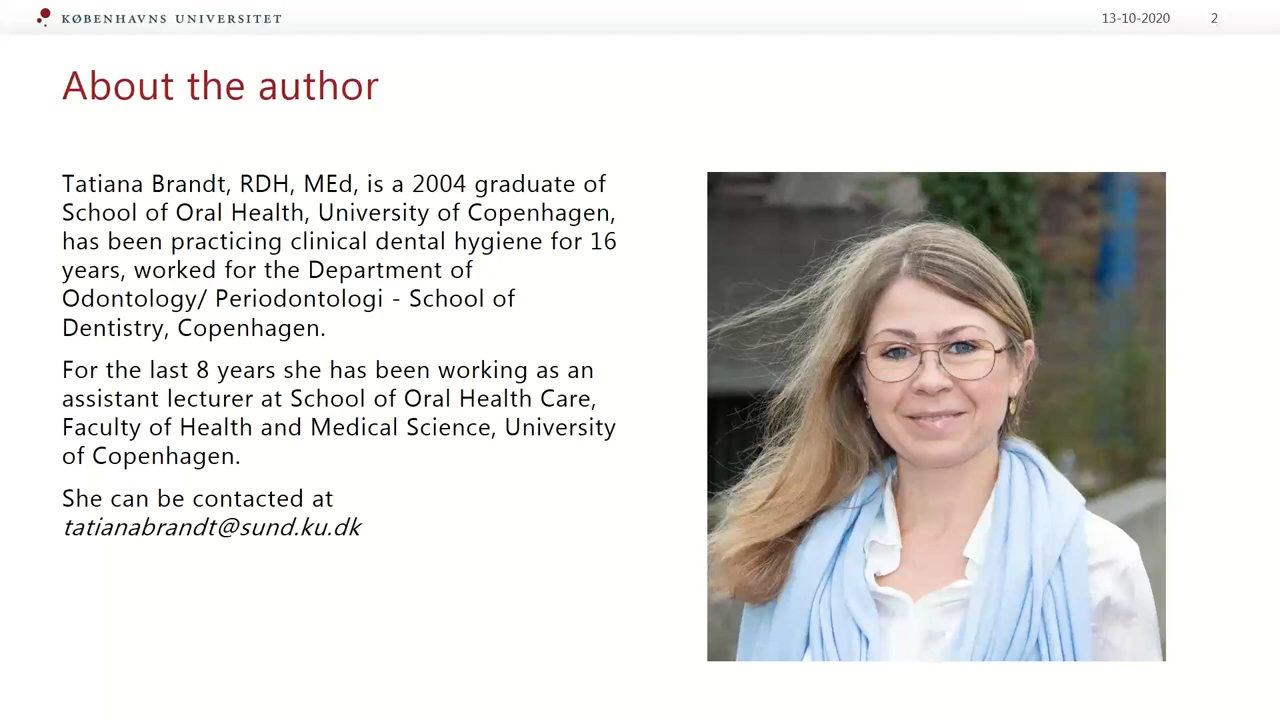 KØBENHAVNS UNIVERSITET
13-10-2020 2
About the author
Tatiana Brandt, RDH, MEd, is a 2004 graduate of
School of Oral Health, University of Copenhagen,
has been practicing clinical dental hygiene for 16
years, worked for the Department of
Odontology/ Periodontologi - School of
Dentistry, Copenhagen.
For the last 8 years she has been working as an
assistant lecturer at School of Oral Health Care,
Faculty of Health and Medical Science, University
of Copenhagen.
She can be contacted at
tatianabrandt@sund.ku.dk